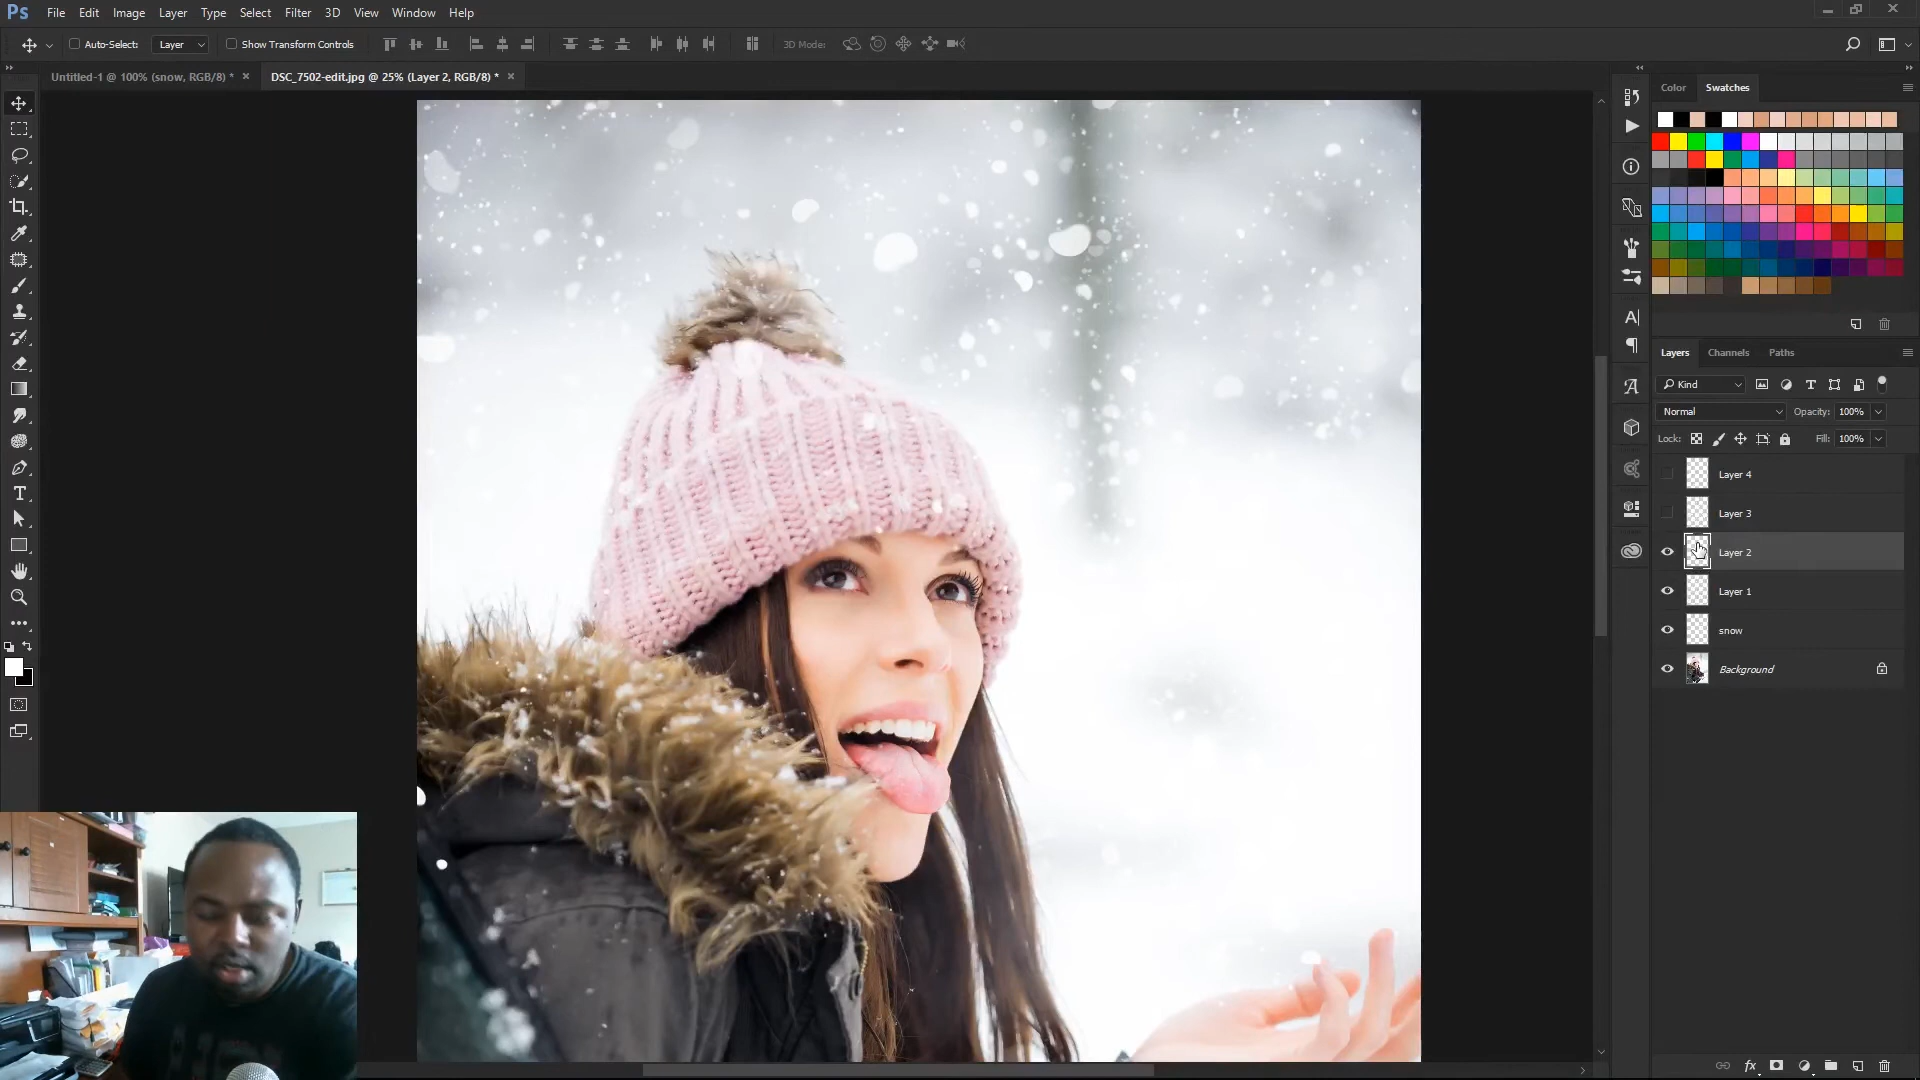 Ps File Edit Image Layer Type Select Filter 3D View Window Help
Auto-Select: Layer Show Transform Controls 3D Mode:
Untitled-1 @ 100% (snow, RGB/8) * × DSC_7502-edit.jpg @ 25% (Layer 2, RGB/8) * ×
Color Swatches
Layers Channels Paths
Kind
Normal Opacity: 100%
Lock: Fill: 100%
Layer 4
Layer 3
Layer 2
Layer 1
snow
Background